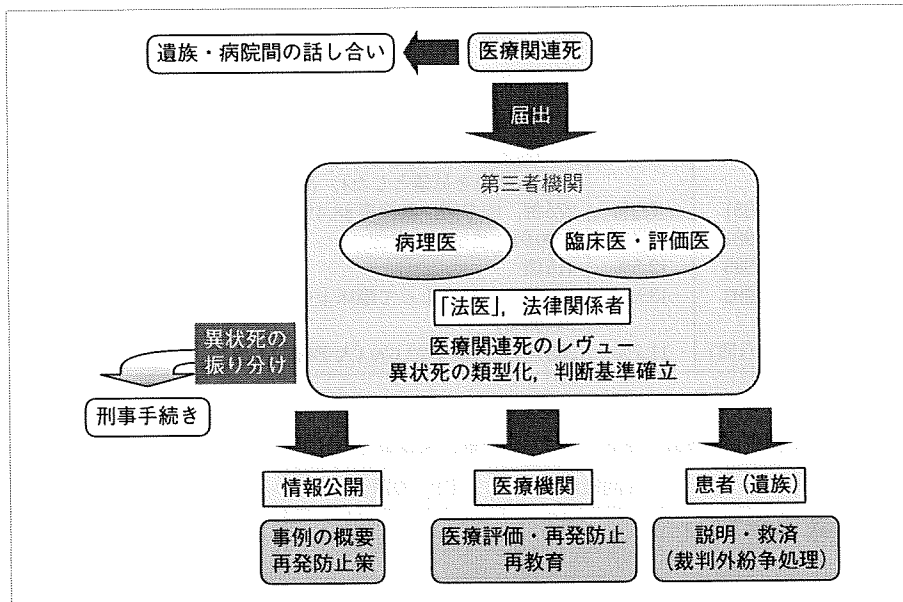 遺族・病院間の話し合い
医療関連死
届出
第三者機関
病理医
臨床医・評価医
「法医」，法律関係者
医療関連死のレヴュー
異状死の類型化，判断基準確立
異状死の
振り分け
刑事手続き
情報公開
医療機関
患者(遺族)
事例の概要
再発防止策
医療評価・再発防止
再教育
説明・救済
(裁判外紛争処理)